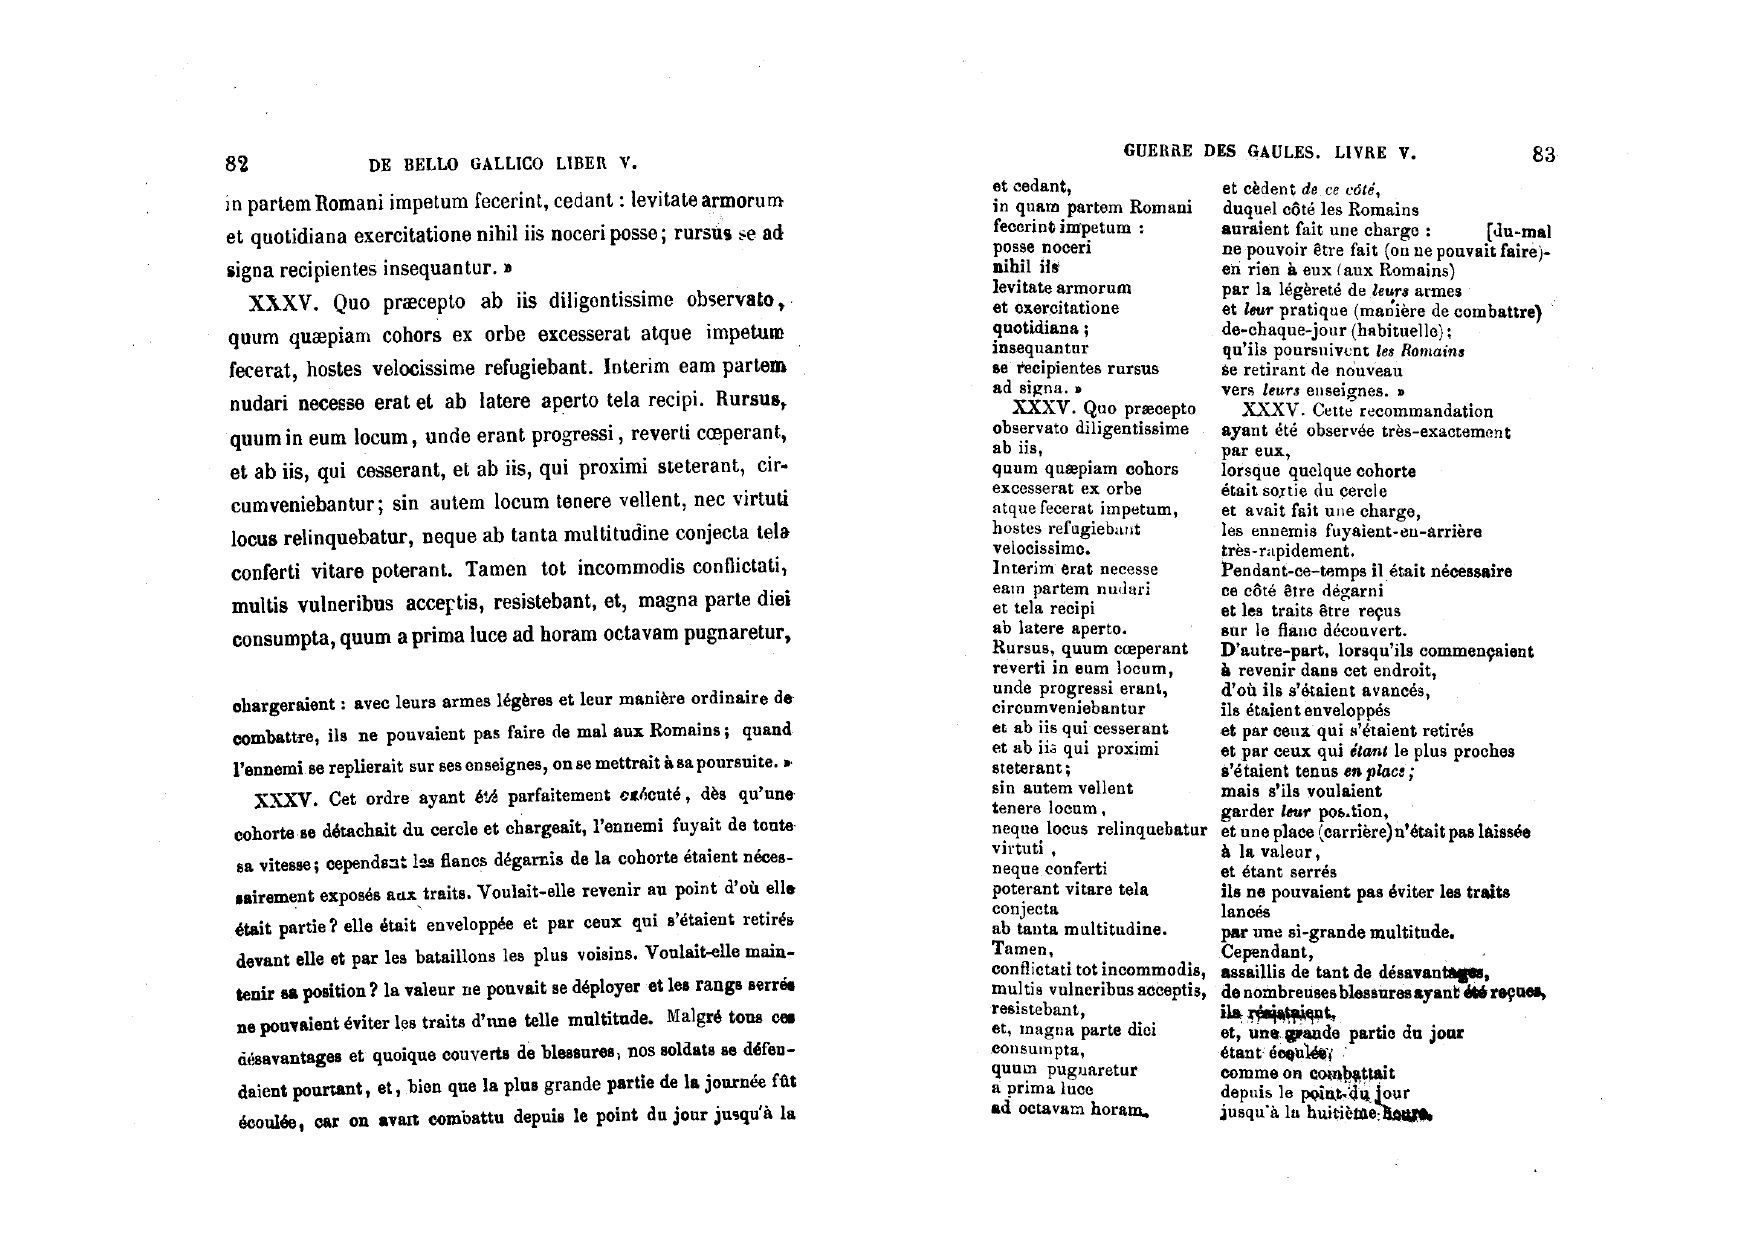 82 DE BELLO GALLICO LIBER V.
in partem Romani impetum fecerint, cedant : levitate armorum
et quotidiana exercitatione nihil iis noceri posse ; rursus se ad
signa recipientes insequantur. »
XXXV. Quo præcepto ab iis diligentissime observato,
quum quæpiam cohors ex orbe excesserat atque impetum
fecerat, hostes velocissime refugiebant. Interim eam partem
nudari necesse erat et ab latere aperto tela recipi. Rursus,
quum in eum locum, unde erant progressi, reverti cœperant,
et ab iis, qui cesserant, et ab iis, qui proximi steterant, cir-
cumveniebantur ; sin autem locum tenere vellent, nec virtuti
locus relinquebatur, neque ab tanta multitudine conjecta tela
conferti vitare poterant. Tamen tot incommodis conflictati,
multis vulneribus acceptis, resistebant, et, magna parte diei
consumpta, quum a prima luce ad horam octavam pugnaretur,
chargeraient : avec leurs armes légères et leur manière ordinaire de
combattre, ils ne pouvaient pas faire de mal aux Romains ; quand
l'ennemi se replierait sur ses enseignes, on se mettrait à sa poursuite. »
XXXV. Cet ordre ayant été parfaitement exécuté, dès qu'une
cohorte se détachait du cercle et chargeait, l'ennemi fuyait de toute
sa vitesse ; cependant les flancs dégarnis de la cohorte étaient néces-
sairement exposés aux traits. Voulait-elle revenir au point d'où elle
était partie ? elle était enveloppée et par ceux qui s'étaient retirés
devant elle et par les bataillons les plus voisins. Voulait-elle main-
tenir sa position ? la valeur ne pouvait se déployer et les rangs serrés
ne pouvaient éviter les traits d'une telle multitude. Malgré tous ces
désavantages et quoique couverts de blessures, nos soldats se défen-
daient pourtant, et, bien que la plus grande partie de la journée fût
écoulée, car on avait combattu depuis le point du jour jusqu'à la
GUERRE DES GAULES. LIVRE V. 83
et cedant,
in quam partem Romani
fecerint impetum :
posse noceri
nihil iis
levitate armorum
et exercitatione
quotidiana ;
insequantur
se recipientes rursus
ad signa. »
XXXV. Quo præcepto
observato diligentissime
ab iis,
quum quæpiam cohors
excesserat ex orbe
atque fecerat impetum,
hostes refugiebant
velocissime.
Interim erat necesse
eam partem nudari
et tela recipi
ab latere aperto.
Rursus, quum cœperant
reverti in eum locum,
unde progressi erant,
circumveniebantur
et ab iis qui cesserant
et ab iis qui proximi
steterant ;
sin autem vellent
tenere locum,
neque locus relinquebatur
virtuti,
neque conferti
poterant vitare tela
conjecta
ab tanta multitudine.
Tamen,
conflictati tot incommodis,
multis vulneribus acceptis,
resistebant,
et, magna parte diei
consumpta,
quum pugnaretur
a prima luce
ad octavam horam,
et cèdent de ce côté,
duquel côté les Romains
auraient fait une charge : [du-mal
ne pouvoir être fait (on ne pouvait faire)-
en rien à eux (aux Romains)
par la légèreté de leurs armes
et leur pratique (manière de combattre)
de-chaque-jour (habituelle) ;
qu'ils poursuivent les Romains
se retirant de nouveau
vers leurs enseignes. »
XXXV. Cette recommandation
ayant été observée très-exactement
par eux,
lorsque quelque cohorte
était sortie du cercle
et avait fait une charge,
les ennemis fuyaient-en-arrière
très-rapidement.
Pendant-ce-temps il était nécessaire
ce côté être dégarni
et les traits être reçus
sur le flanc découvert.
D'autre-part, lorsqu'ils commençaient
à revenir dans cet endroit,
d'où ils s'étaient avancés,
ils étaient enveloppés
et par ceux qui s'étaient retirés
et par ceux qui étant le plus proches
s'étaient tenus en place ;
mais s'ils voulaient
garder leur position,
et une place (carrière) n'était pas laissée
à la valeur,
et étant serrés
ils ne pouvaient pas éviter les traits
lancés
par une si-grande multitude.
Cependant,
assaillis de tant de désavantages,
de nombreuses blessures ayant été reçues,
ils résistaient,
et, une grande partie du jour
étant écoulée,
comme on combattait
depuis le point-du jour
jusqu'à la huitième heure,